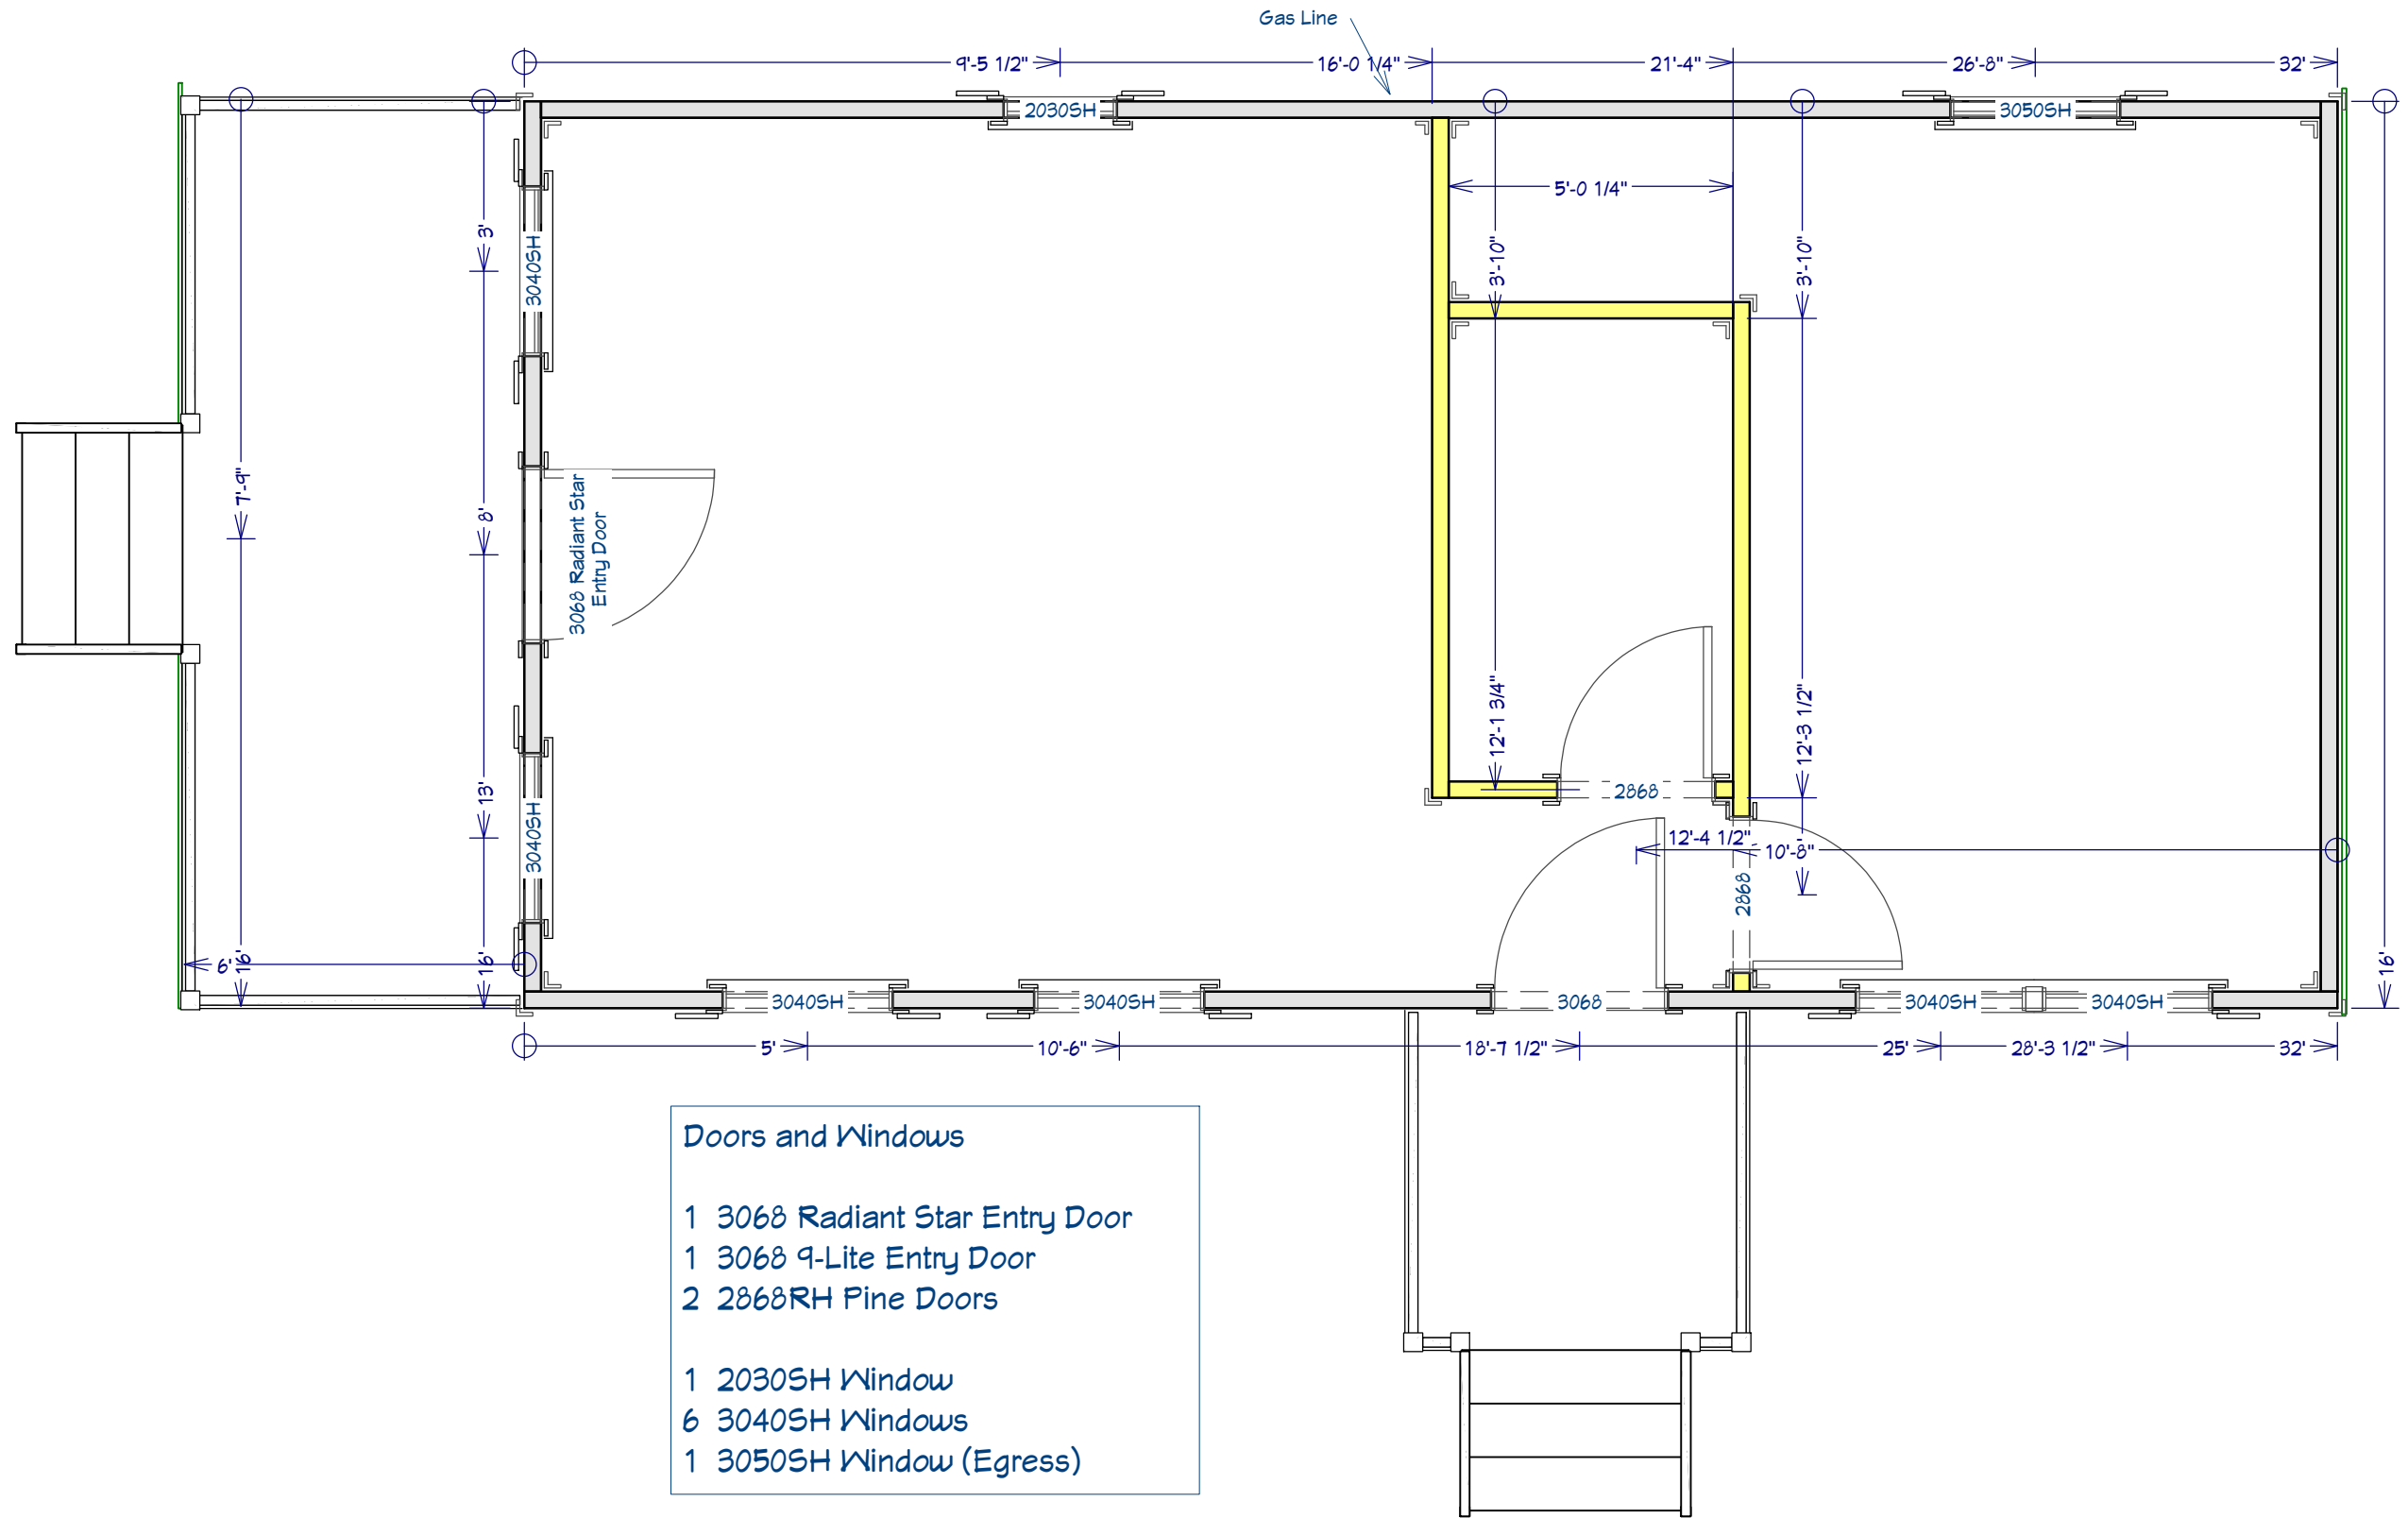 Gas Line
9'-5 1/2"
16'-0 1/4"
21'-4"
26'-8"
32'
2030SH
3050SH
5'-0 1/4"
3'
3040SH
3'-10"
3'-10"
7'-9"
8'
3068 Radiant Star
Entry Door
12'-1 3/4"
12'-3 1/2"
13'
3040SH
2868
12'-4 1/2"
10'-8"
2868
6'
16'
16'
16'
3040SH
3040SH
3068
3040SH
3040SH
5'
10'-6"
18'-7 1/2"
25'
28'-3 1/2"
32'
Doors and Windows
1 3068 Radiant Star Entry Door
1 3068 9-Lite Entry Door
2 2868RH Pine Doors
1 2030SH Window
6 3040SH Windows
1 3050SH Window (Egress)